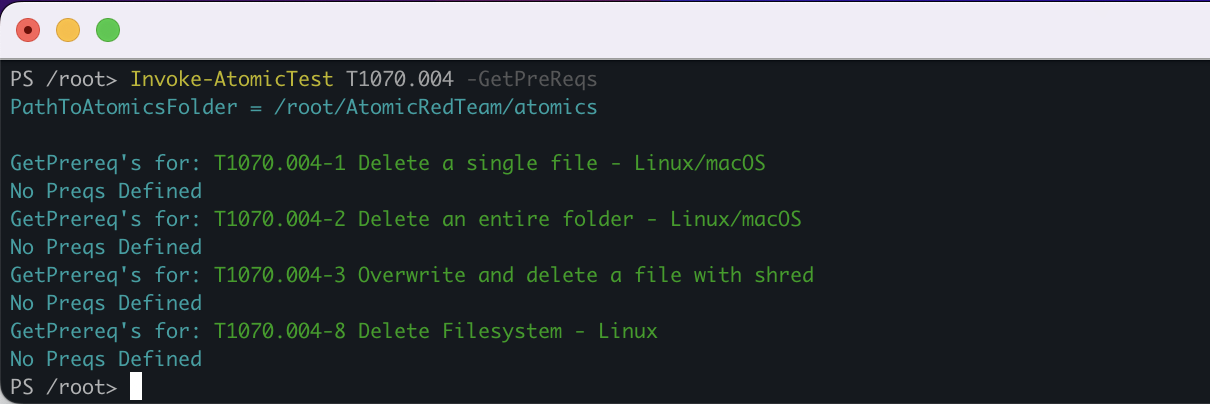 PS /root> Invoke-AtomicTest T1070.004 -GetPreReqs
PathToAtomicsFolder = /root/AtomicRedTeam/atomics
GetPrereq's for: T1070.004-1 Delete a single file - Linux/macOS
No Preqs Defined
GetPrereq's for: T1070.004-2 Delete an entire folder - Linux/macOS
No Preqs Defined
GetPrereq's for: T1070.004-3 Overwrite and delete a file with shred
No Preqs Defined
GetPrereq's for: T1070.004-8 Delete Filesystem - Linux
No Preqs Defined
PS /root>